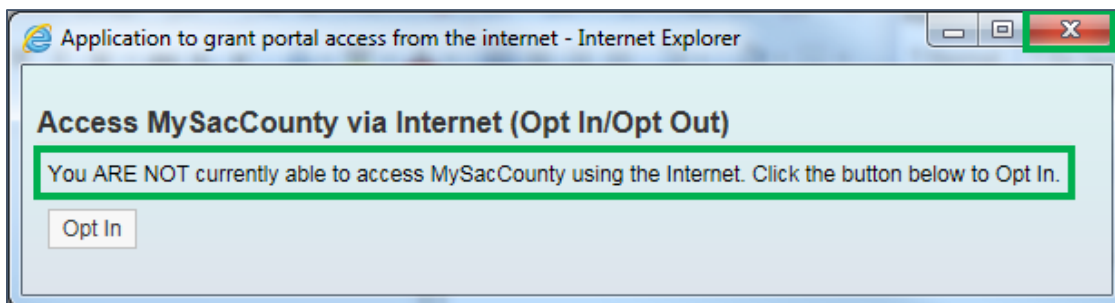 Application to grant portal access from the internet - Internet Explorer
Access MySacCounty via Internet (Opt In/Opt Out)
You ARE NOT currently able to access MySacCounty using the Internet. Click the button below to Opt In.
Opt In